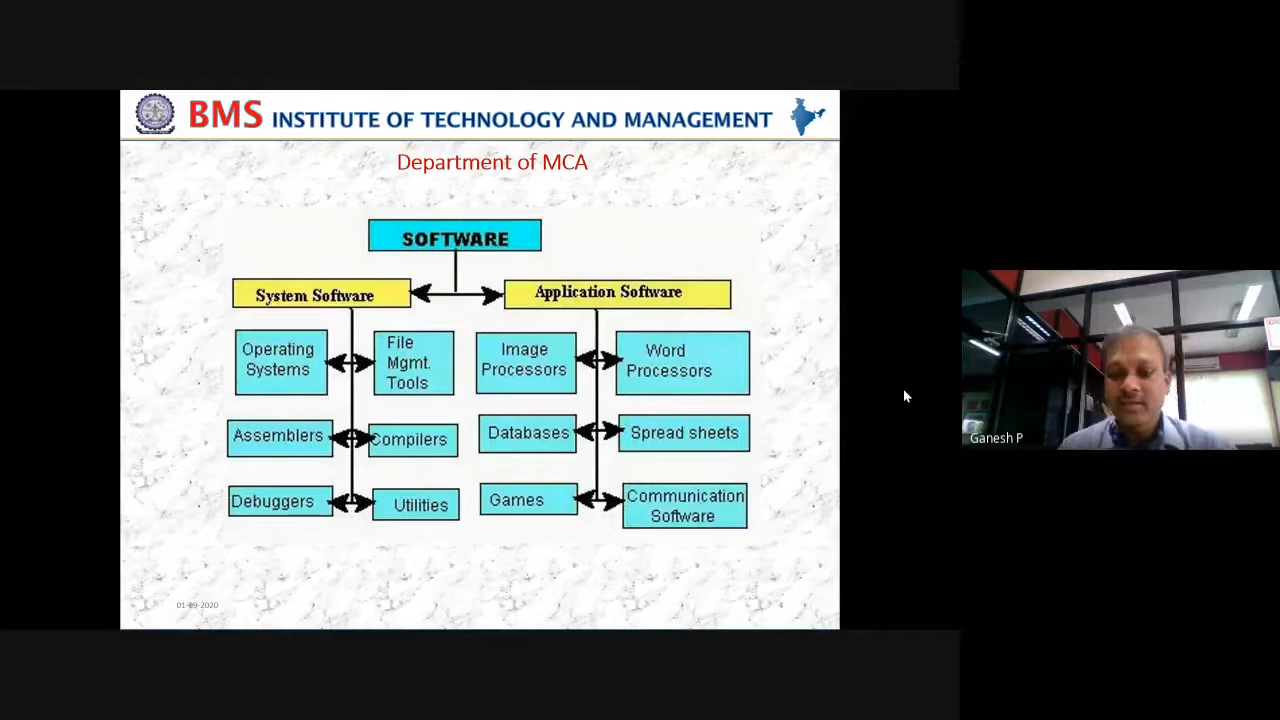 BMS INSTITUTE OF TECHNOLOGY AND MANAGEMENT
Department of MCA
SOFTWARE
System Software
Application Software
Operating
Systems
File
Mgmt.
Tools
Image
Processors
Word
Processors
Assemblers
Compilers
Databases
Spread sheets
Debuggers
Utilities
Games
Communication
Software
01-09-2020
4
Ganesh P